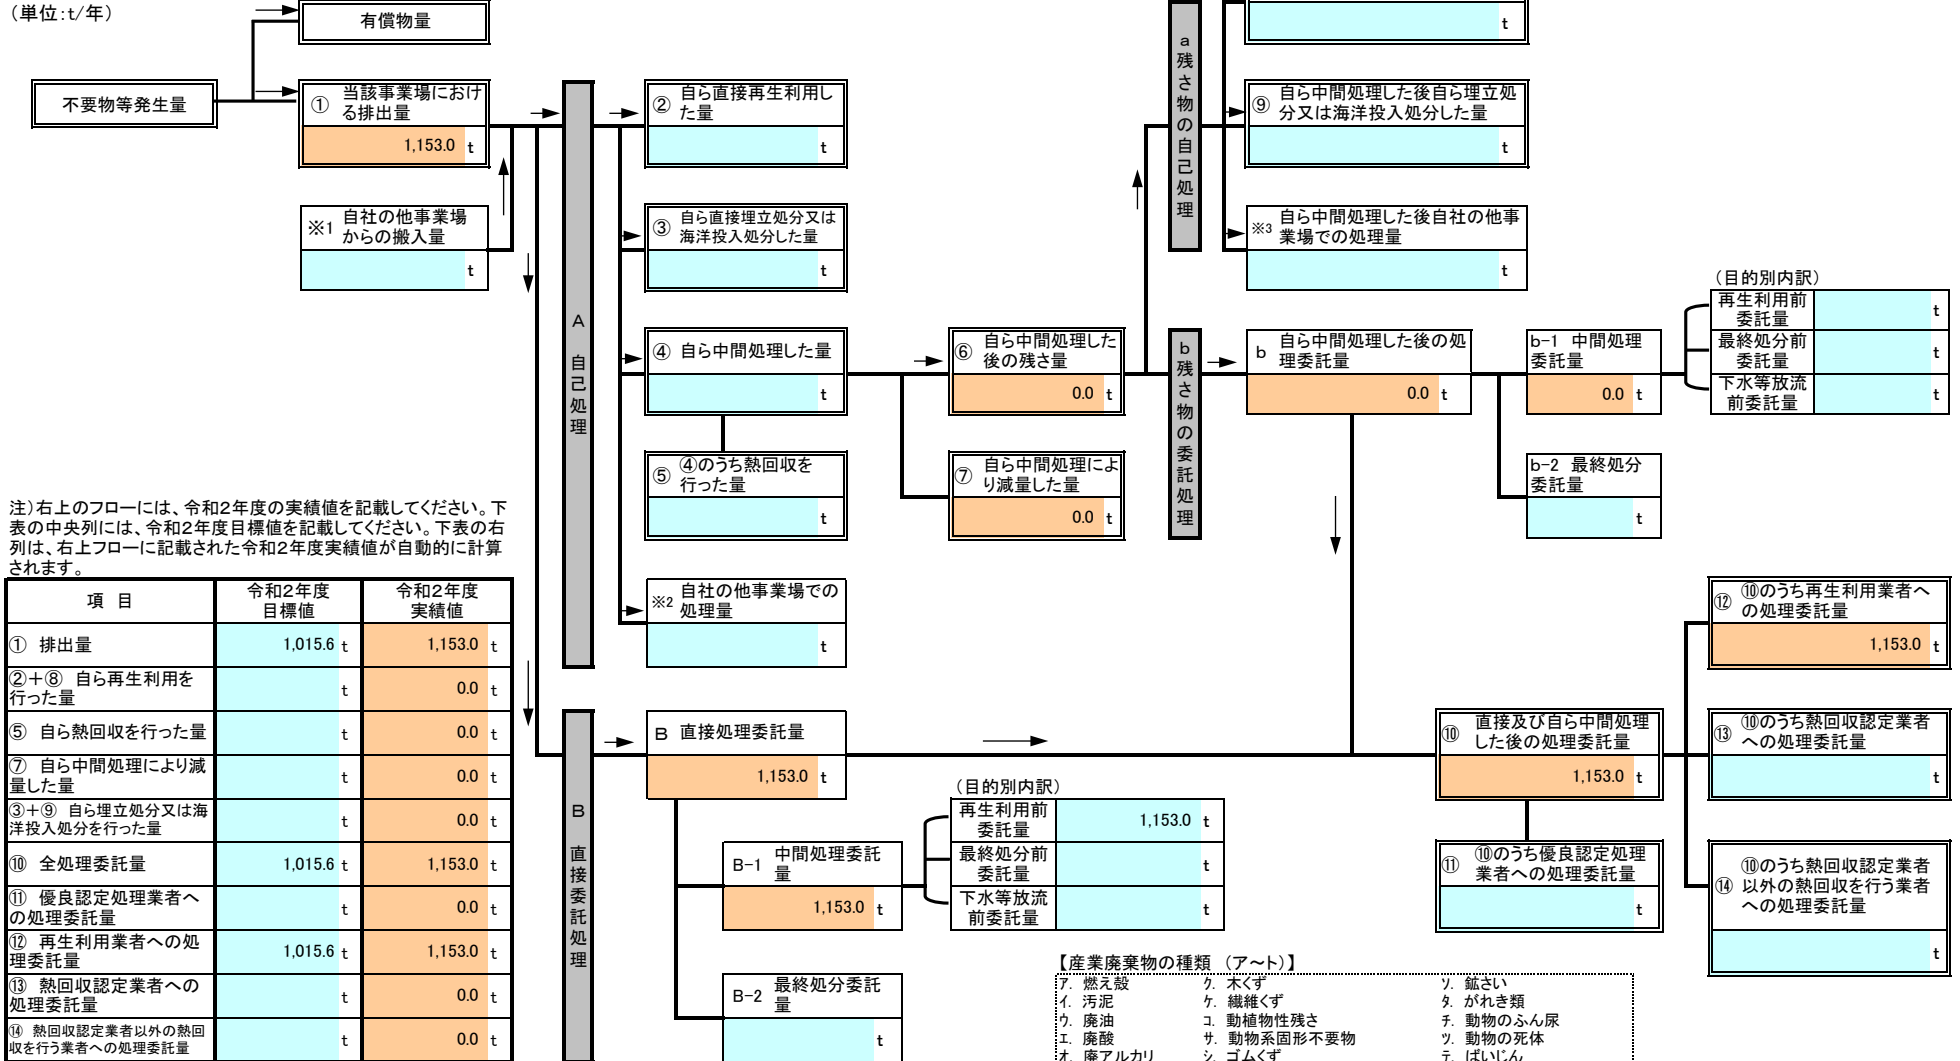 (単位:t/年)
有償物量
不要物等発生量
① 当該事業場におけ
る排出量
1,153.0 t
※1 自社の他事業場
からの搬入量
t
A 自己処理
② 自ら直接再生利用し
た量
t
③ 自ら直接埋立処分又は
海洋投入処分した量
t
④ 自ら中間処理した量
t
⑤ ④のうち熱回収を
行った量
t
※2 自社の他事業場での
処理量
t
⑥ 自ら中間処理した
後の残さ量
0.0 t
⑦ 自ら中間処理によ
り減量した量
0.0 t
a 残さ物の自己処理
t
⑨ 自ら中間処理した後自ら埋立処
分又は海洋投入処分した量
t
※3 自ら中間処理した後自社の他事
業場での処理量
t
b 残さ物の委託処理
b 自ら中間処理した後の処
理委託量
0.0 t
b-1 中間処理
委託量
0.0 t
(目的別内訳)
再生利用前
委託量 t
最終処分前
委託量 t
下水等放流
前委託量 t
b-2 最終処分
委託量
t
注)右上のフローには、令和2年度の実績値を記載してください。下
表の中央列には、令和2年度目標値を記載してください。下表の右
列は、右上フローに記載された令和2年度実績値が自動的に計算
されます。
項 目 令和2年度
目標値 令和2年度
実績値
① 排出量 1,015.6 t 1,153.0 t
②+⑧ 自ら再生利用を
行った量 t 0.0 t
⑤ 自ら熱回収を行った量 t 0.0 t
⑦ 自ら中間処理により減
量した量 t 0.0 t
③+⑨ 自ら埋立処分又は海
洋投入処分を行った量 t 0.0 t
⑩ 全処理委託量 1,015.6 t 1,153.0 t
⑪ 優良認定処理業者へ
の処理委託量 t 0.0 t
⑫ 再生利用業者への処
理委託量 1,015.6 t 1,153.0 t
⑬ 熱回収認定業者への
処理委託量 t 0.0 t
⑭ 熱回収認定業者以外の熱回
収を行う業者への処理委託量 t 0.0 t
B 直接委託処理
B 直接処理委託量
1,153.0 t
B-1 中間処理委託
量
1,153.0 t
(目的別内訳)
再生利用前
委託量 1,153.0 t
最終処分前
委託量 t
下水等放流
前委託量 t
B-2 最終処分委託
量
t
⑩ 直接及び自ら中間処理
した後の処理委託量
1,153.0 t
⑪ ⑩のうち優良認定処理
業者への処理委託量
t
⑫ ⑩のうち再生利用業者へ
の処理委託量
1,153.0 t
⑬ ⑩のうち熱回収認定業者
への処理委託量
t
⑭ ⑩のうち熱回収認定業者
以外の熱回収を行う業者
への処理委託量
t
【産業廃棄物の種類 (ア~ト)】
ア. 燃え殻 ク. 木くず ソ. 鉱さい
イ. 汚泥 ケ. 繊維くず タ. がれき類
ウ. 廃油 コ. 動植物性残さ チ. 動物のふん尿
エ. 廃酸 サ. 動物系固形不要物 ツ. 動物の死体
オ. 廃アルカリ シ. ゴムくず テ. ばいじん